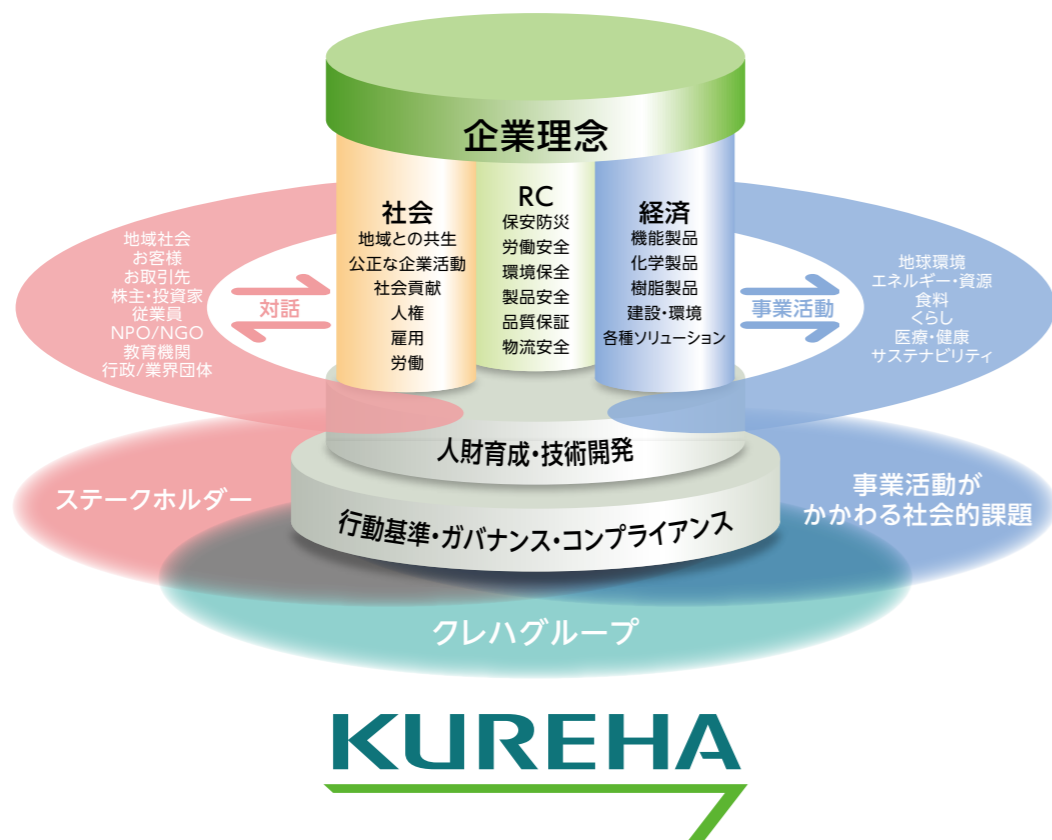 企業理念
社会
地域との共生
公正な企業活動
社会貢献
人権
雇用
労働
RC
保安防災
労働安全
環境保全
製品安全
品質保証
物流安全
経済
機能製品
化学製品
樹脂製品
建設・環境
各種ソリューション
地域社会
お客様
お取引先
株主・投資家
従業員
NPO/NGO
教育機関
行政/業界団体
対話
事業活動
地球環境
エネルギー・資源
食料
くらし
医療・健康
サステナビリティ
人財育成・技術開発
行動基準・ガバナンス・コンプライアンス
ステークホルダー
事業活動が
かかわる社会的課題
クレハグループ
KUREHA